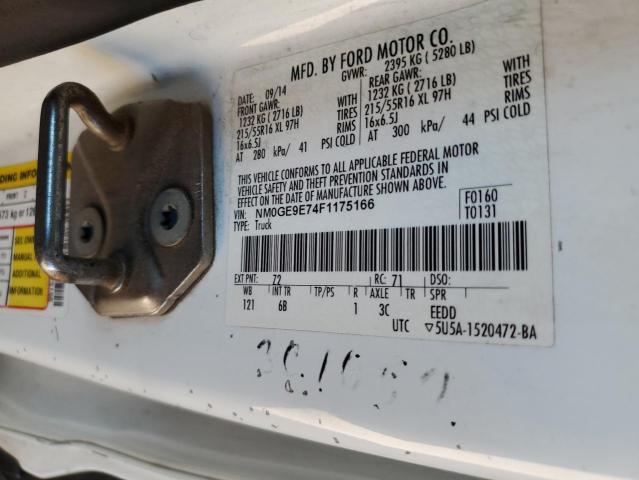 MFD. BY FORD MOTOR CO.
DATE: 09/14 GVWR: 2395 KG ( 5280 LB)
FRONT GAWR: REAR GAWR:
1232 KG ( 2716 LB) WITH 1232 KG ( 2716 LB) WITH
215/55R16 XL 97H TIRES 215/55R16 XL 97H TIRES
16x6.5J RIMS 16x6.5J RIMS
AT 280 kPa/ 41 PSI COLD AT 300 kPa/ 44 PSI COLD
THIS VEHICLE CONFORMS TO ALL APPLICABLE FEDERAL MOTOR
VEHICLE SAFETY AND THEFT PREVENTION STANDARDS IN
EFFECT ON THE DATE OF MANUFACTURE SHOWN ABOVE.
VIN: NM0GE9E74F1175166 F0160
TYPE: Truck T0131
EXT PNT: 72 RC: 71 DSO:
WB INT TR TP/PS R AXLE TR SPR
121 6B 1 3C EEDD
UTC 5U5A-1520472-BA